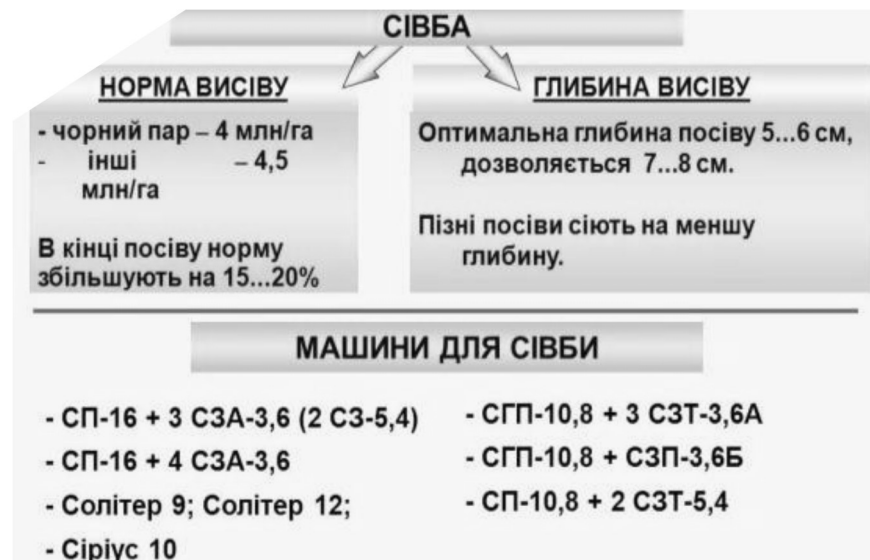 СІВБА
НОРМА ВИСІВУ
- чорний пар – 4 млн/га
- інші – 4,5
млн/га
В кінці посіву норму
збільшують на 15...20%
ГЛИБИНА ВИСІВУ
Оптимальна глибина посіву 5...6 см,
дозволяється 7...8 см.
Пізні посіви сіють на меншу
глибину.
МАШИНИ ДЛЯ СІВБИ
- СП-16 + 3 СЗА-3,6 (2 СЗ-5,4)
- СП-16 + 4 СЗА-3,6
- Солітер 9; Солітер 12;
- Сіріус 10
- СГП-10,8 + 3 СЗТ-3,6А
- СГП-10,8 + СЗП-3,6Б
- СП-10,8 + 2 СЗТ-5,4